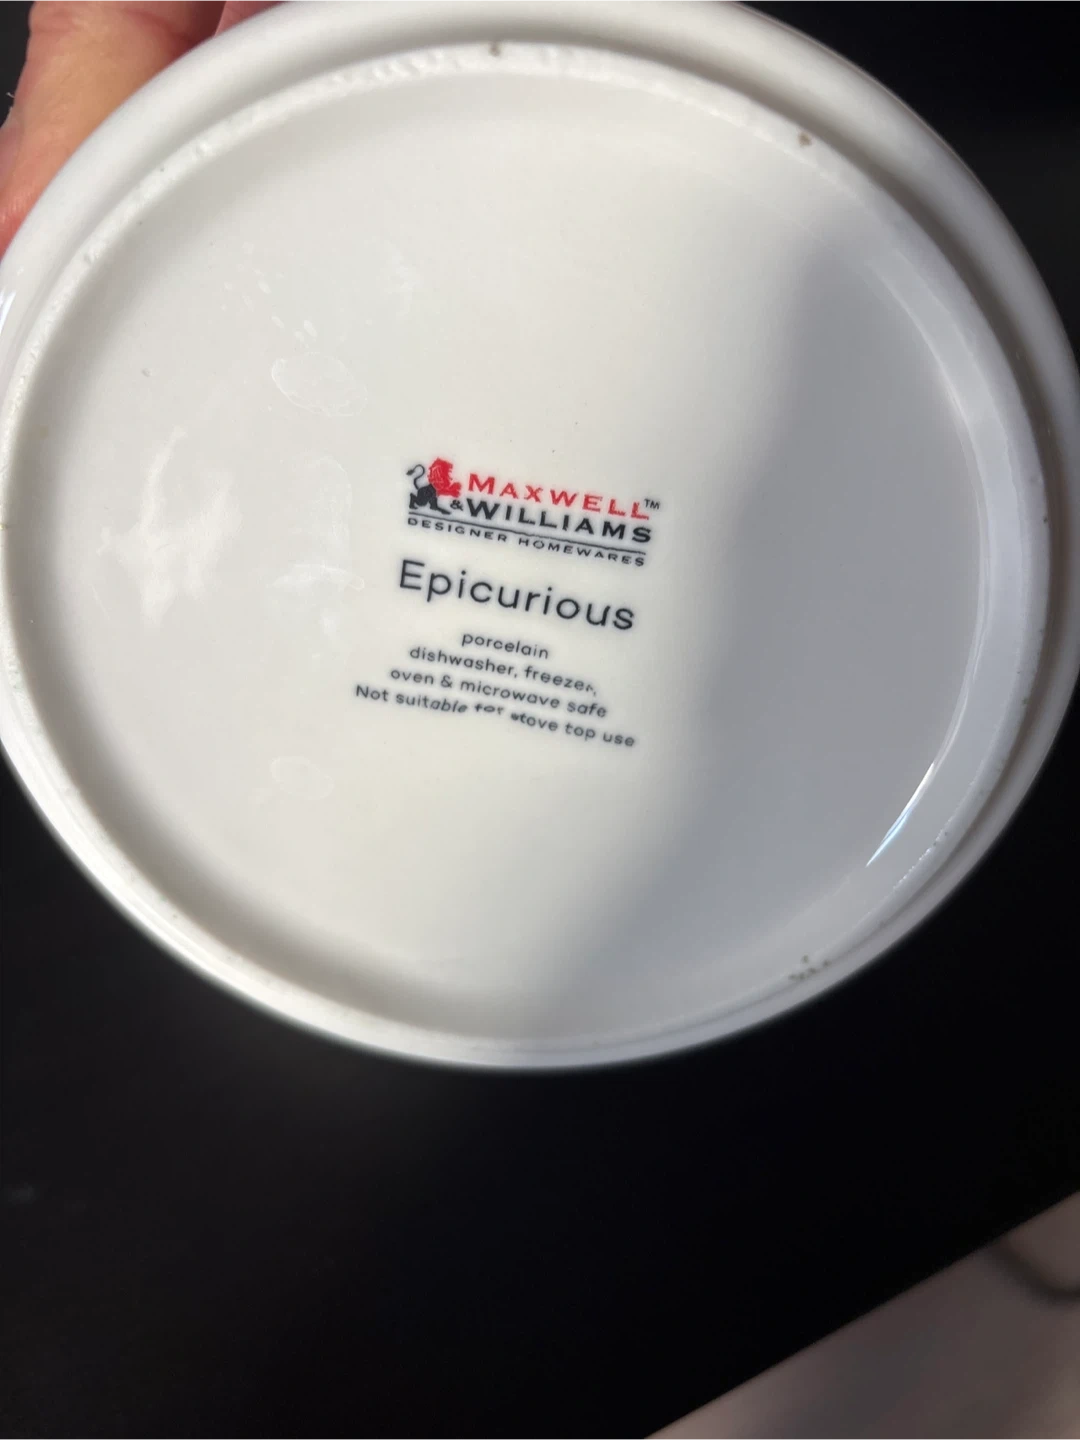 MAXWELL™
&WILLIAMS
DESIGNER HOMEWARES
Epicurious
porcelain
dishwasher, freezer,
oven & microwave safe
Not suitable for stove top use